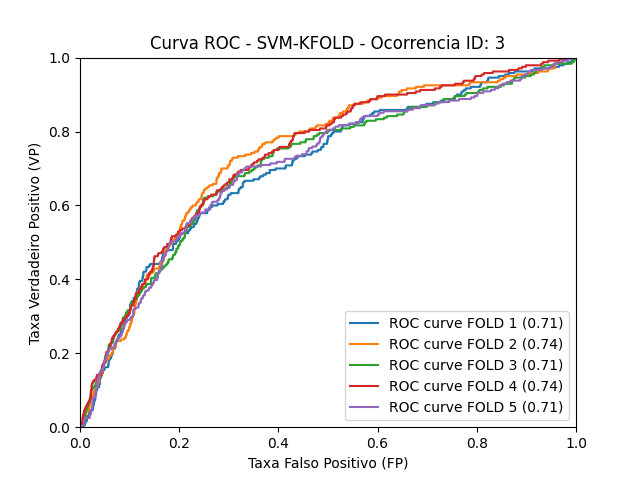 Curva ROC - SVM-KFOLD - Ocorrencia ID: 3
Taxa Verdadeiro Positivo (VP)
1.0
0.8
0.6
0.4
0.2
0.0
ROC curve FOLD 1 (0.71)
ROC curve FOLD 2 (0.74)
ROC curve FOLD 3 (0.71)
ROC curve FOLD 4 (0.74)
ROC curve FOLD 5 (0.71)
0.0 0.2 0.4 0.6 0.8 1.0
Taxa Falso Positivo (FP)